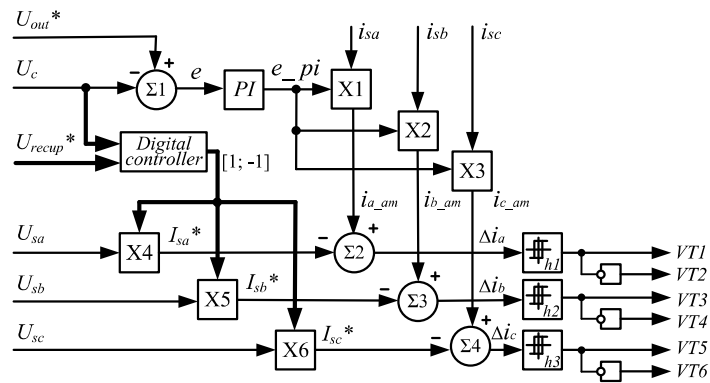 U_out*
i_sa
i_sb
i_sc
U_c
− + Σ1
e
PI
e_pi
X1
X2
X3
U_recup*
Digital controller
[1; -1]
i_a_am
i_b_am
i_c_am
U_sa
X4
I_sa*
− + Σ2
Δi_a
h1
VT1
VT2
U_sb
X5
I_sb*
− + Σ3
Δi_b
h2
VT3
VT4
U_sc
X6
I_sc*
− + Σ4
Δi_c
h3
VT5
VT6